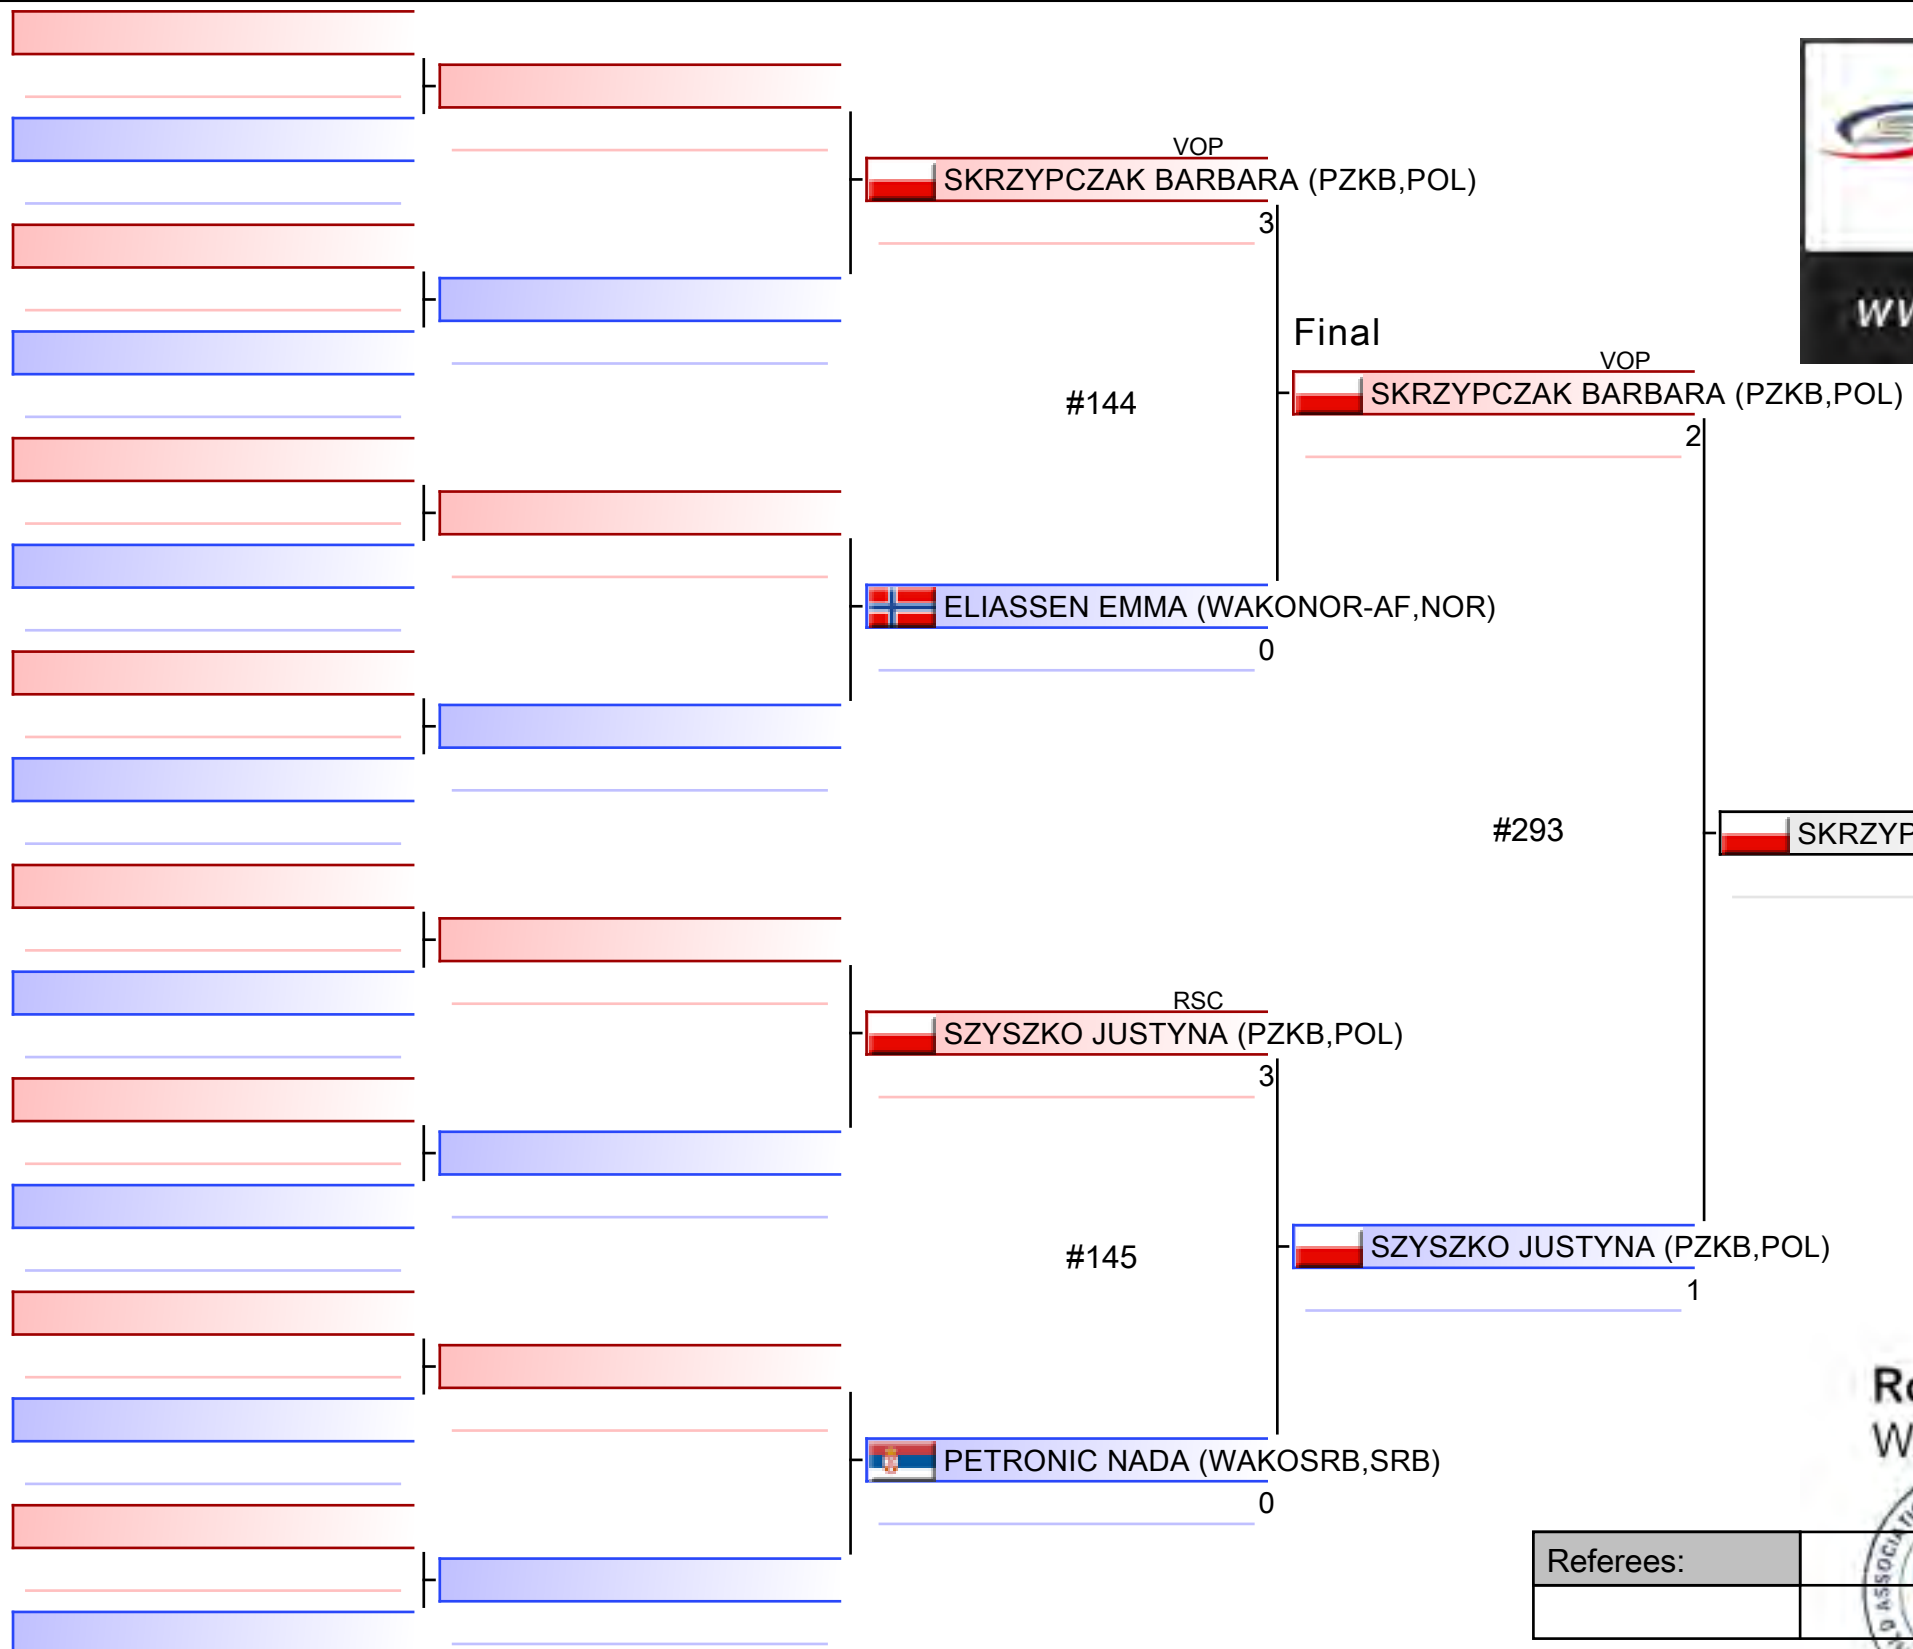 VOP
SKRZYPCZAK BARBARA (PZKB,POL)
3
Final
VOP
SKRZYPCZAK BARBARA (PZKB,POL)
#144
2
ELIASSEN EMMA (WAKONOR-AF,NOR)
0
#293
SKRZYP
RSC
SZYSZKO JUSTYNA (PZKB,POL)
3
#145
SZYSZKO JUSTYNA (PZKB,POL)
1
PETRONIC NADA (WAKOSRB,SRB)
0
Referees: